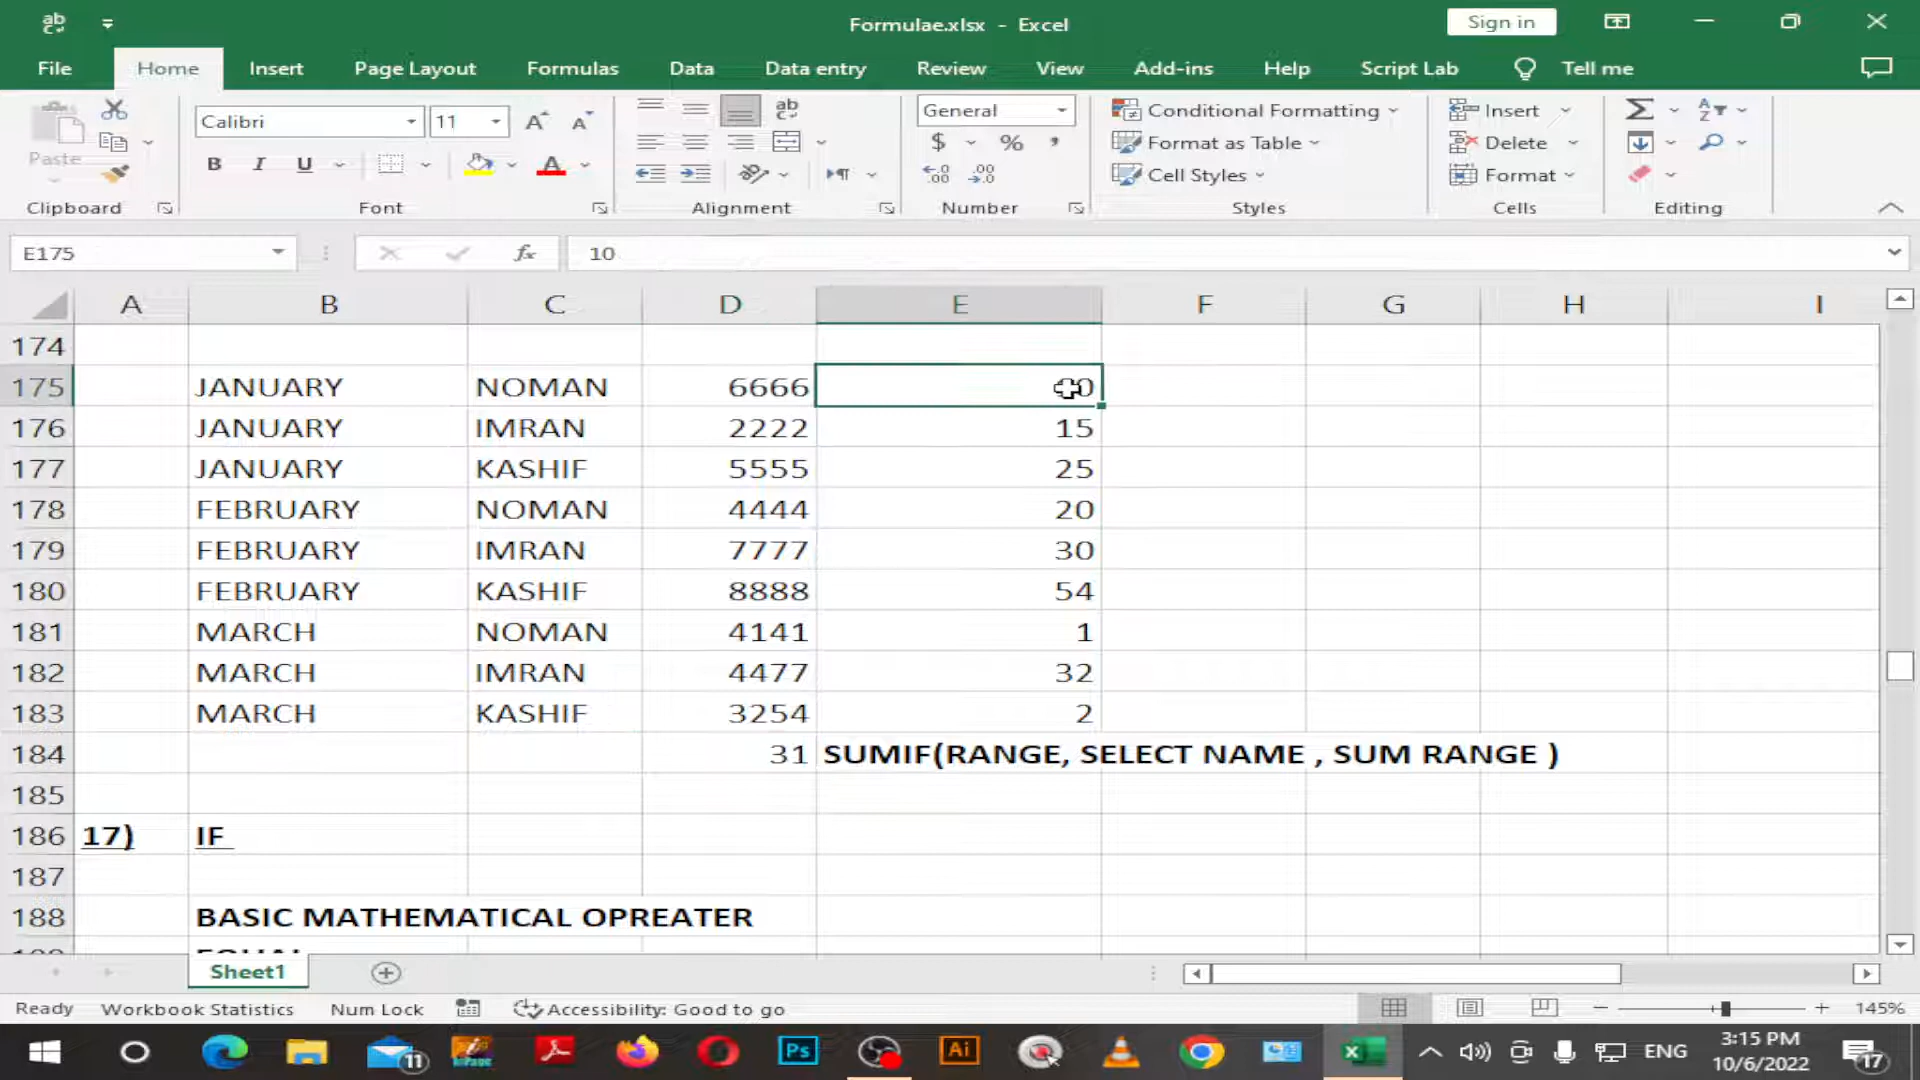 Formulae.xlsx - Excel
Sign in
File Home Insert Page Layout Formulas Data Data entry Review View Add-ins Help Script Lab Tell me
Paste
Calibri 11
B I U
General
Conditional Formatting
Format as Table
Cell Styles
Insert
Delete
Format
Clipboard Font Alignment Number Styles Cells Editing
E175 fx 10
A B C D E F G H I
174
175 JANUARY NOMAN 6666
176 JANUARY IMRAN 2222 15
177 JANUARY KASHIF 5555 25
178 FEBRUARY NOMAN 4444 20
179 FEBRUARY IMRAN 7777 30
180 FEBRUARY KASHIF 8888 54
181 MARCH NOMAN 4141 1
182 MARCH IMRAN 4477 32
183 MARCH KASHIF 3254 2
184 31 SUMIF(RANGE, SELECT NAME , SUM RANGE )
185
186 17) IF
187
188 BASIC MATHEMATICAL OPREATER
Sheet1
Ready Workbook Statistics Num Lock Accessibility: Good to go 145%
11 Ps Ai ENG 3:15 PM 17
10/6/2022